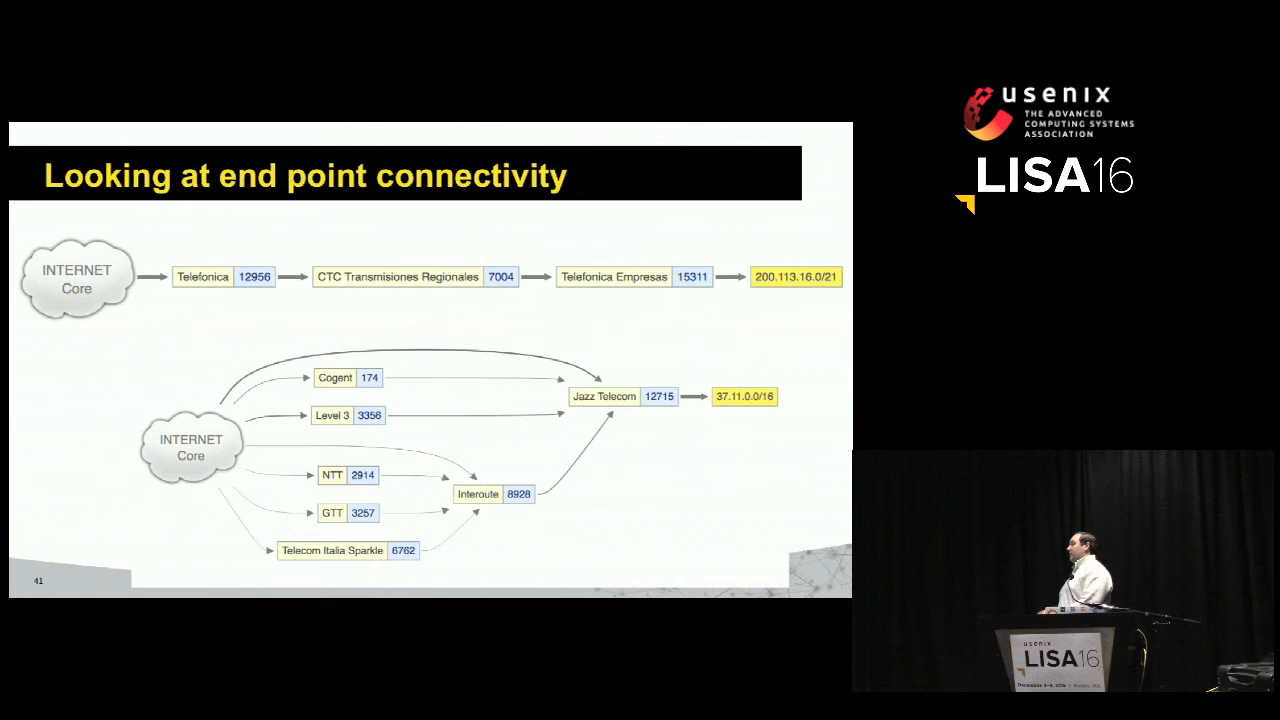 usenix
THE ADVANCED
COMPUTING SYSTEMS
ASSOCIATION
LISA16
Looking at end point connectivity
INTERNET
Core
Telefonica 12956
CTC Transmisiones Regionales 7004
Telefonica Empresas 15311
200.113.16.0/21
INTERNET
Core
Cogent 174
Level 3 3356
NTT 2914
GTT 3257
Telecom Italia Sparkle 6762
Interoute 8928
Jazz Telecom 12715
37.11.0.0/16
41
usenix
LISA16